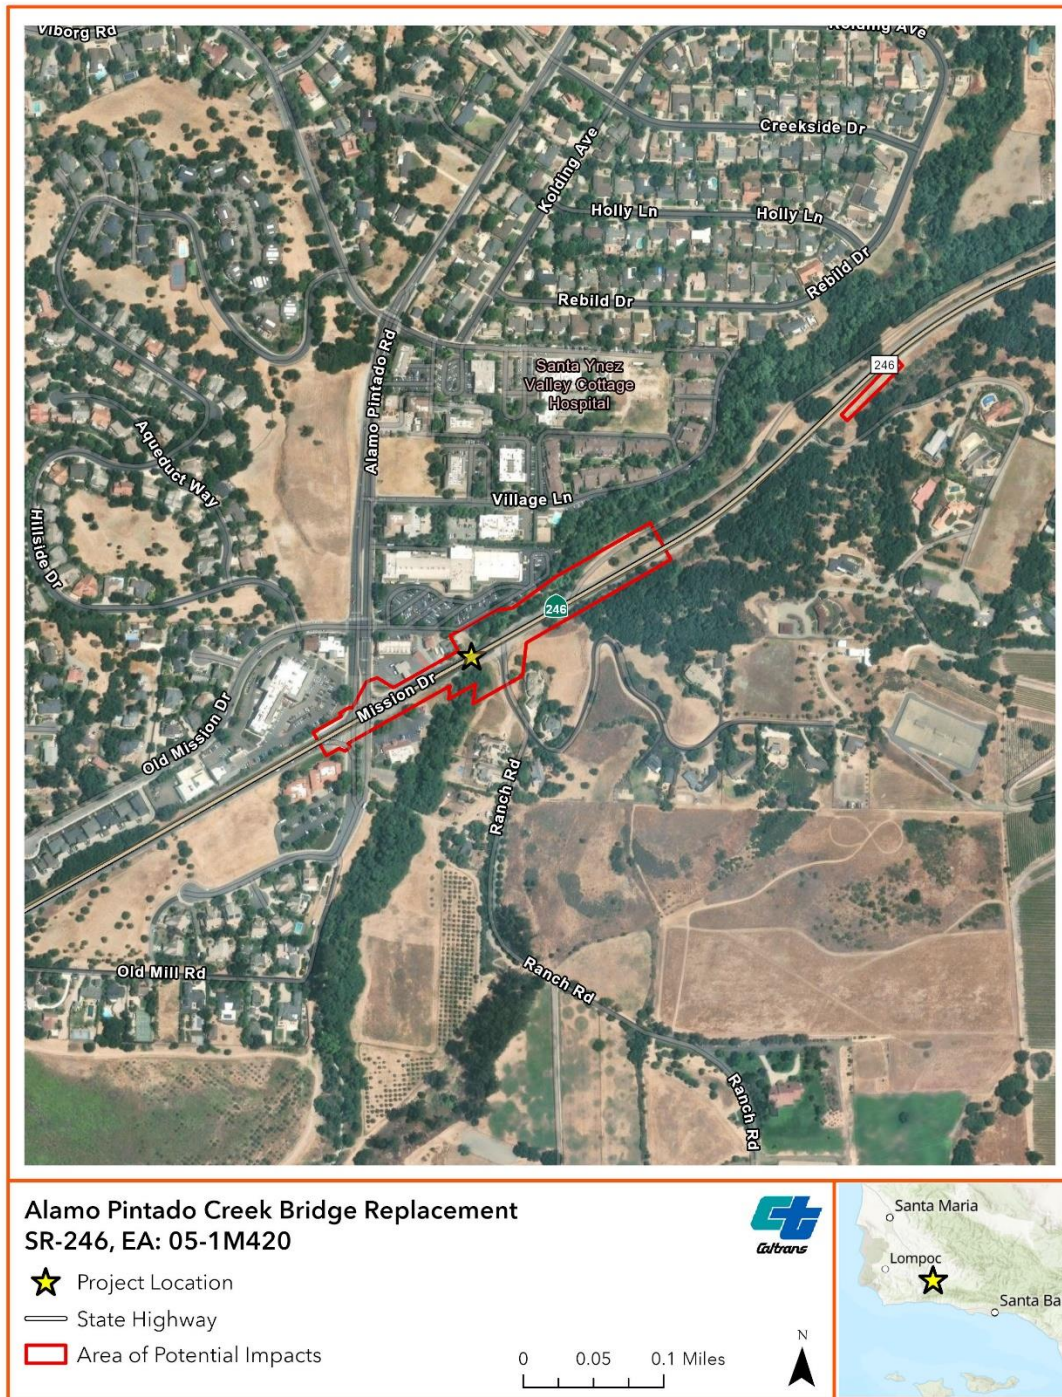 Viborg Rd
Kolding Ave
Creekside Dr
Kolding Ave
Holly Ln
Holly Ln
Rebild Dr
Rebild Dr
Alamo Pintado Rd
Santa Ynez
Valley Cottage
Hospital
246
Aqueduct Way
Village Ln
Hillside Dr
246
Mission Dr
Old Mission Dr
Ranch Rd
Old Mill Rd
Ranch Rd
Ranch Rd
Alamo Pintado Creek Bridge Replacement
SR-246, EA: 05-1M420
Project Location
State Highway
Area of Potential Impacts
0 0.05 0.1 Miles
Caltrans
N
Santa Maria
Lompoc
Santa Ba